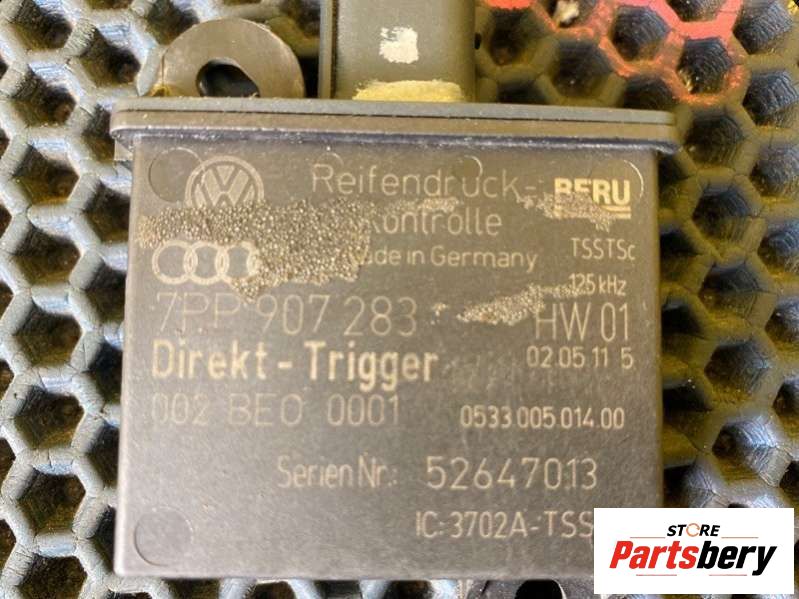 Reifendruck- BERU
Kontrolle
TSSTSc
Made in Germany
125 kHz
7PP 907 283 HW 01
Direkt - Trigger 02.05.11 5
002 BEO 0001 0533.005.014.00
Serien Nr.: 52647013
IC:3702A-TSS
STORE
Partsbery